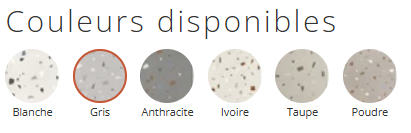 Couleurs disponibles
Blanche Gris Anthracite Ivoire Taupe Poudre